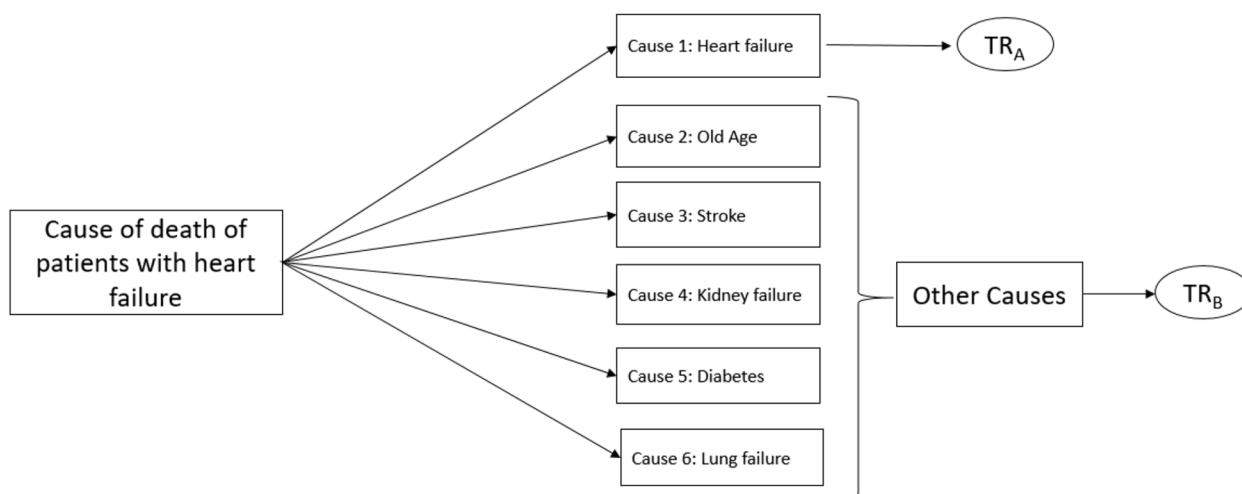 Cause 1: Heart failure
TRA
Cause 2: Old Age
Cause 3: Stroke
Cause of death of
patients with heart
failure
Cause 4: Kidney failure
Other Causes
TRB
Cause 5: Diabetes
Cause 6: Lung failure